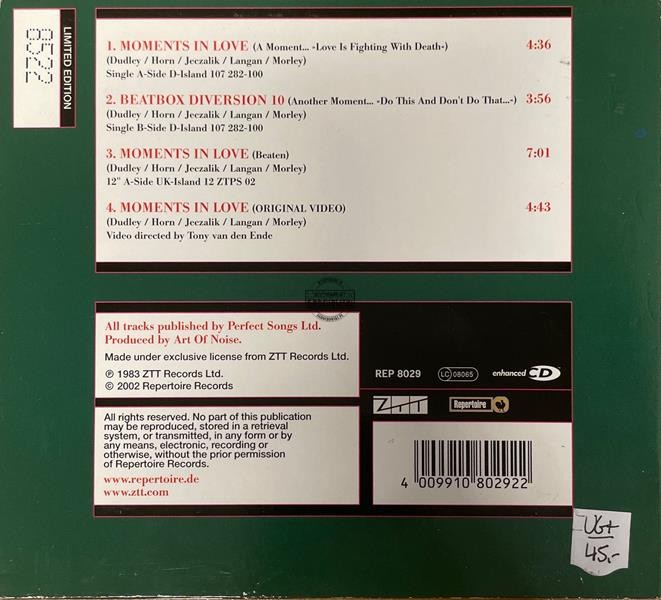 LIMITED EDITION
8522
1. MOMENTS IN LOVE (A Moment... -Love Is Fighting With Death-) 4:36
(Dudley / Horn / Jeczalik / Langan / Morley)
Single A-Side D-Island 107 282-100
2. BEATBOX DIVERSION 10 (Another Moment... -Do This And Don't Do That...-) 3:56
(Dudley / Horn / Jeczalik / Langan / Morley)
Single B-Side D-Island 107 282-100
3. MOMENTS IN LOVE (Beaten) 7:01
(Dudley / Horn / Jeczalik / Langan / Morley)
12" A-Side UK-Island 12 ZTPS 02
4. MOMENTS IN LOVE (ORIGINAL VIDEO) 4:43
(Dudley / Horn / Jeczalik / Langan / Morley)
Video directed by Tony van den Ende
All tracks published by Perfect Songs Ltd.
Produced by Art Of Noise.
Made under exclusive license from ZTT Records Ltd.
℗ 1983 ZTT Records Ltd.
© 2002 Repertoire Records
REP 8029 LC 08065 enhanced CD
ZTT Repertoire
All rights reserved. No part of this publication
may be reproduced, stored in a retrieval
system, or transmitted, in any form or by
any means, electronic, recording or
otherwise, without the prior permission
of Repertoire Records.
www.repertoire.de
www.ztt.com
4 009910 802922
VG+
45,-